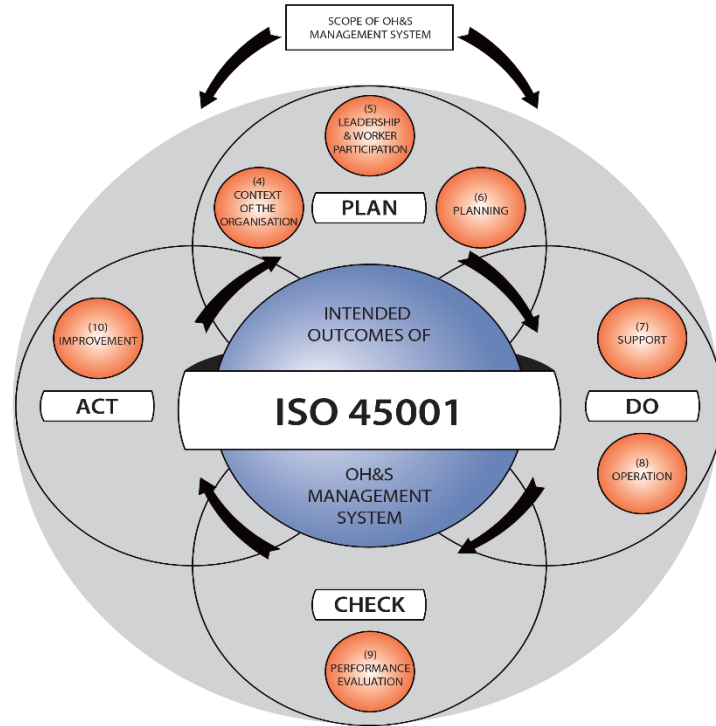 SCOPE OF OH&S
MANAGEMENT SYSTEM
(5)
LEADERSHIP
& WORKER
PARTICIPATION
(4)
CONTEXT
OF THE
ORGANISATION
PLAN
(6)
PLANNING
INTENDED
OUTCOMES OF
(10)
IMPROVEMENT
(7)
SUPPORT
ACT
ISO 45001
DO
(8)
OPERATION
OH&S
MANAGEMENT
SYSTEM
CHECK
(9)
PERFORMANCE
EVALUATION